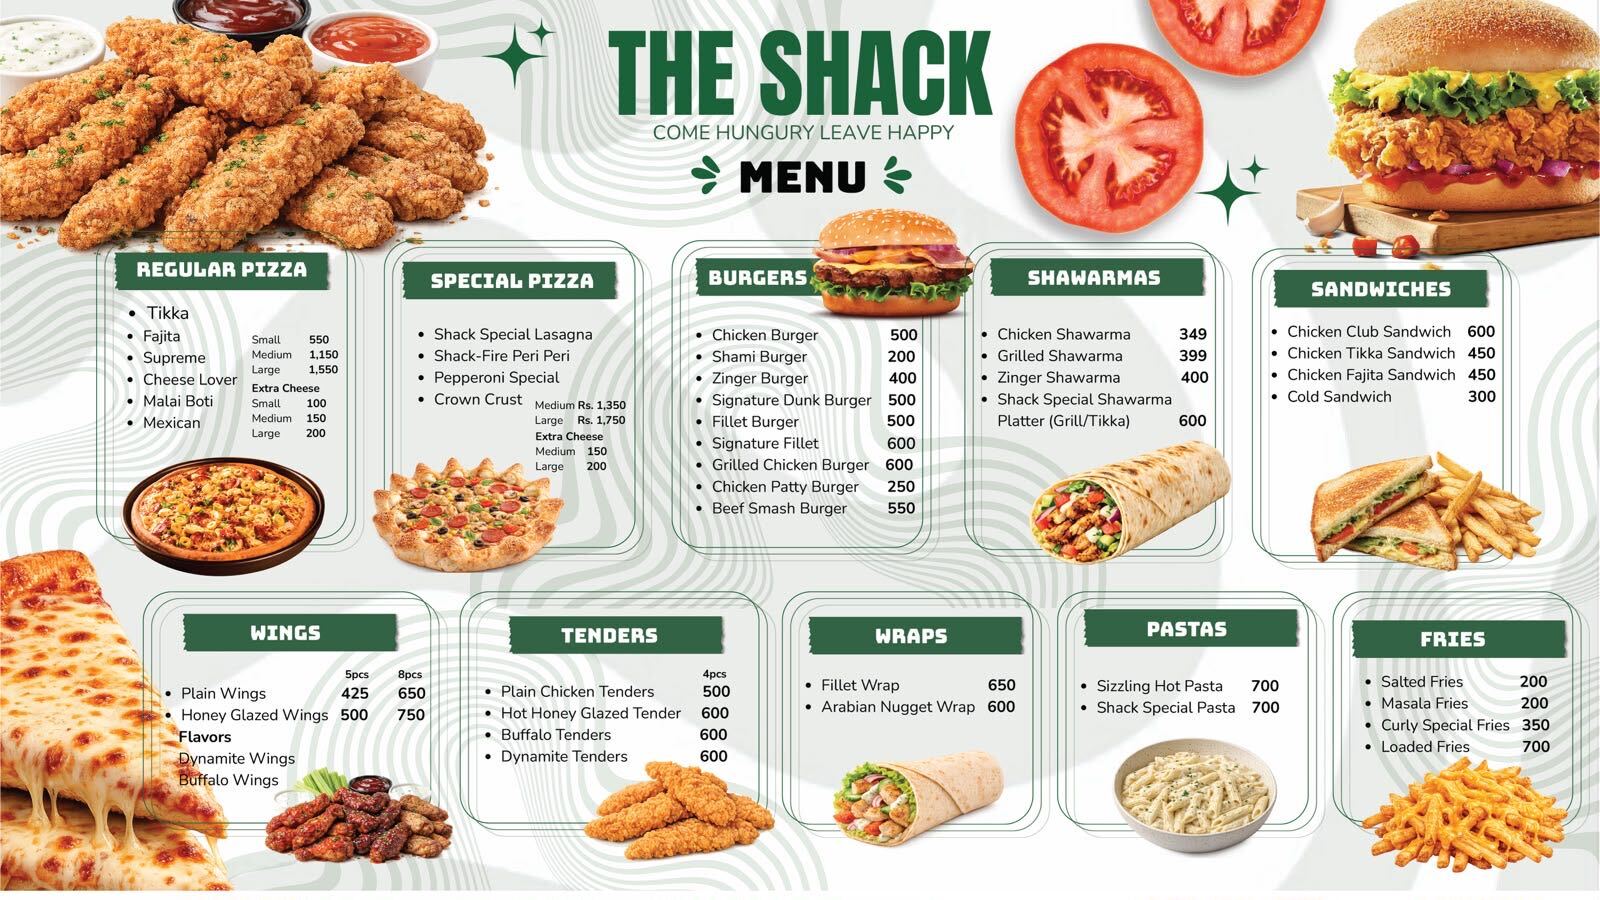 THE SHACK
COME HUNGURY LEAVE HAPPY
MENU
REGULAR PIZZA
• Tikka
• Fajita
• Supreme
• Cheese Lover
• Malai Boti
• Mexican
Small 550
Medium 1,150
Large 1,550
Extra Cheese
Small 100
Medium 150
Large 200
SPECIAL PIZZA
• Shack Special Lasagna
• Shack-Fire Peri Peri
• Pepperoni Special
• Crown Crust
Medium Rs. 1,350
Large Rs. 1,750
Extra Cheese
Medium 150
Large 200
BURGERS
• Chicken Burger 500
• Shami Burger 200
• Zinger Burger 400
• Signature Dunk Burger 500
• Fillet Burger 500
• Signature Fillet 600
• Grilled Chicken Burger 600
• Chicken Patty Burger 250
• Beef Smash Burger 550
SHAWARMAS
• Chicken Shawarma 349
• Grilled Shawarma 399
• Zinger Shawarma 400
• Shack Special Shawarma
Platter (Grill/Tikka) 600
SANDWICHES
• Chicken Club Sandwich 600
• Chicken Tikka Sandwich 450
• Chicken Fajita Sandwich 450
• Cold Sandwich 300
WINGS
5pcs 8pcs
• Plain Wings 425 650
• Honey Glazed Wings 500 750
Flavors
Dynamite Wings
Buffalo Wings
TENDERS
4pcs
• Plain Chicken Tenders 500
• Hot Honey Glazed Tender 600
• Buffalo Tenders 600
• Dynamite Tenders 600
WRAPS
• Fillet Wrap 650
• Arabian Nugget Wrap 600
PASTAS
• Sizzling Hot Pasta 700
• Shack Special Pasta 700
FRIES
• Salted Fries 200
• Masala Fries 200
• Curly Special Fries 350
• Loaded Fries 700